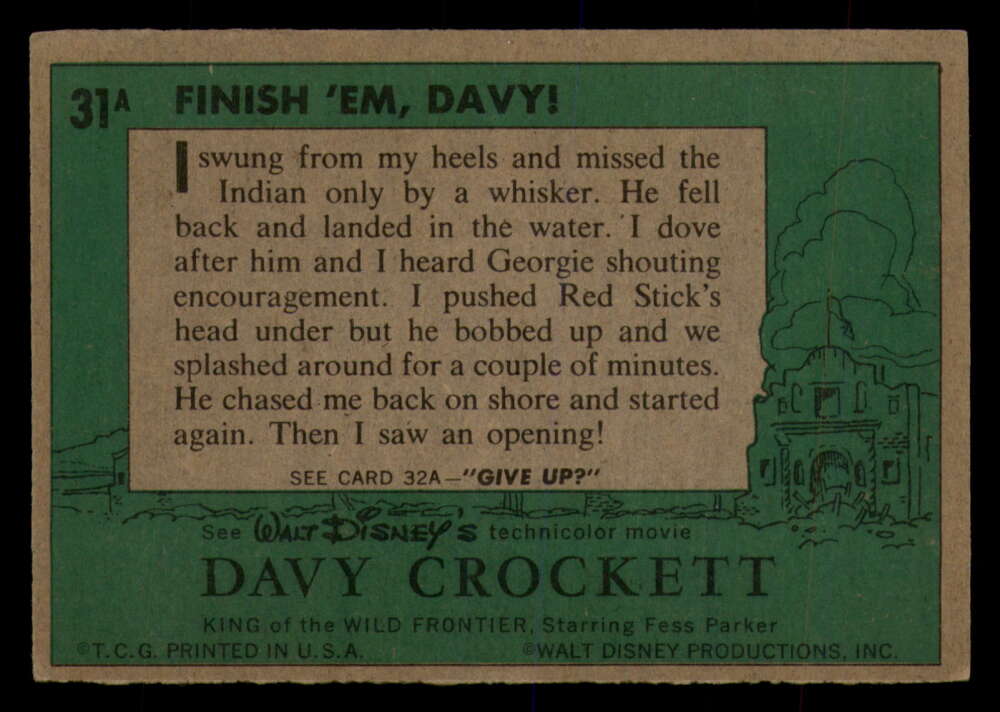 31A FINISH 'EM, DAVY!
I swung from my heels and missed the
Indian only by a whisker. He fell
back and landed in the water. I dove
after him and I heard Georgie shouting
encouragement. I pushed Red Stick's
head under but he bobbed up and we
splashed around for a couple of minutes.
He chased me back on shore and started
again. Then I saw an opening!
SEE CARD 32A—"GIVE UP?"
See WALT DISNEY'S technicolor movie
DAVY CROCKETT
KING of the WILD FRONTIER, Starring Fess Parker
©T.C.G. PRINTED IN U.S.A. ©WALT DISNEY PRODUCTIONS, INC.